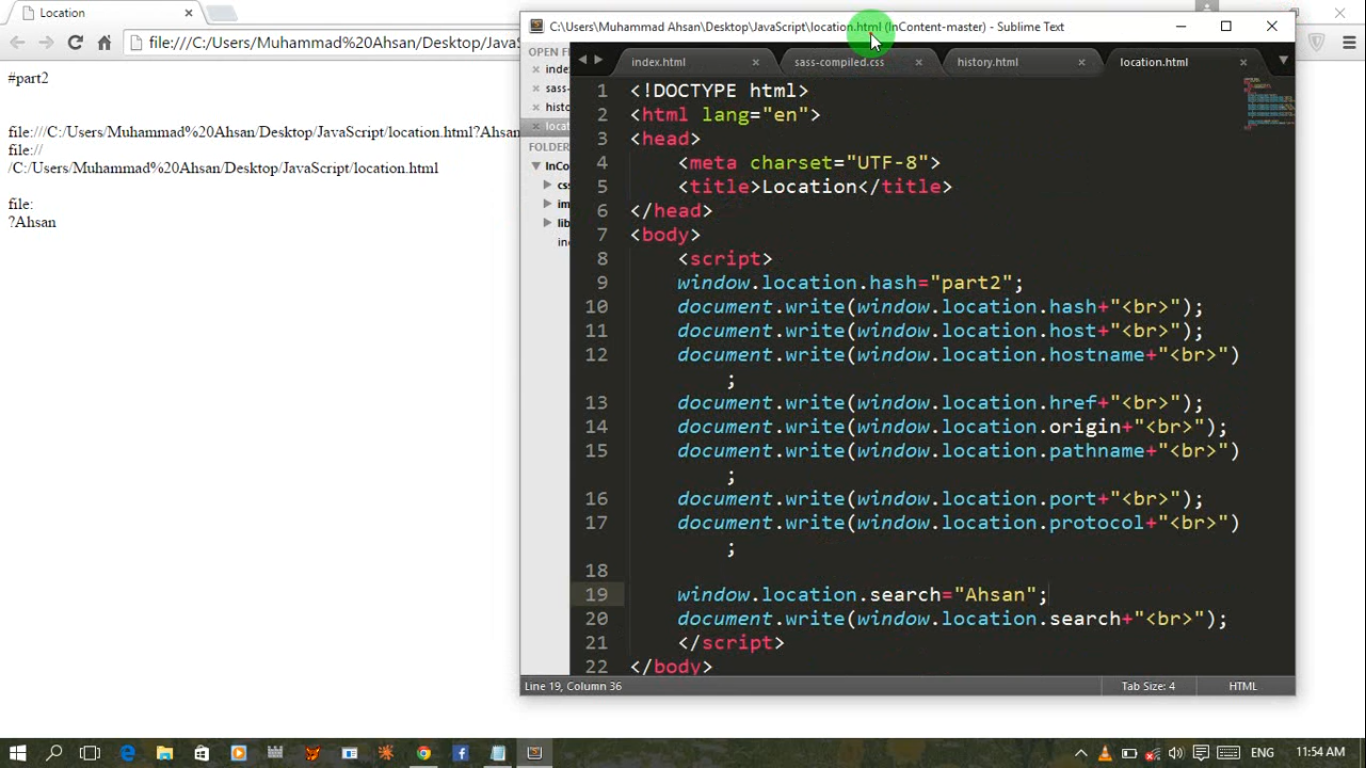 Location
C:\Users\Muhammad Ahsan\Desktop\JavaScript\location.html (InContent-master) - Sublime Text
file:///C:/Users/Muhammad%20Ahsan/Desktop/JavaS
OPEN FI
index.html
sass-compiled.css
history.html
location.html
inde
sass-
histo
locat
FOLDER
InCo
css
im
lib
in
#part2
file:///C:/Users/Muhammad%20Ahsan/Desktop/JavaScript/location.html?Ahsan
file://
/C:/Users/Muhammad%20Ahsan/Desktop/JavaScript/location.html
file:
?Ahsan
1 <!DOCTYPE html>
2 <html lang="en">
3 <head>
4 <meta charset="UTF-8">
5 <title>Location</title>
6 </head>
7 <body>
8 <script>
9 window.location.hash="part2";
10 document.write(window.location.hash+"<br>");
11 document.write(window.location.host+"<br>");
12 document.write(window.location.hostname+"<br>")
;
13 document.write(window.location.href+"<br>");
14 document.write(window.location.origin+"<br>");
15 document.write(window.location.pathname+"<br>")
;
16 document.write(window.location.port+"<br>");
17 document.write(window.location.protocol+"<br>")
;
18
19 window.location.search="Ahsan";
20 document.write(window.location.search+"<br>");
21 </script>
22 </body>
Line 19, Column 36
Tab Size: 4
HTML
ENG
11:54 AM